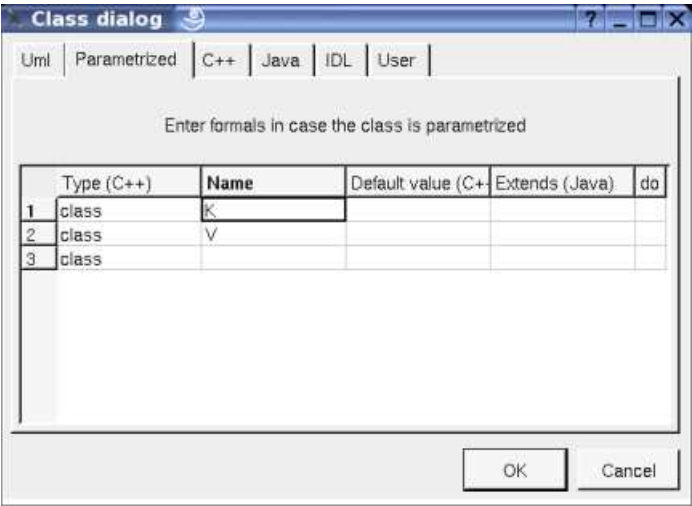 Class dialog ?
Uml Parametrized C++ Java IDL User
Enter formals in case the class is parametrized
Type (C++) Name Default value (C+ Extends (Java) do
1 class K
2 class V
3 class
OK Cancel